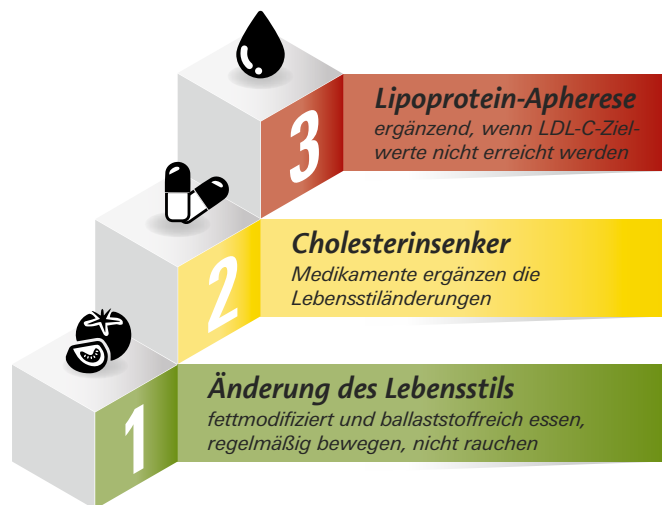 3
Lipoprotein-Apherese
ergänzend, wenn LDL-C-Ziel-
werte nicht erreicht werden
2
Cholesterinsenker
Medikamente ergänzen die
Lebensstiländerungen
1
Änderung des Lebensstils
fettmodifiziert und ballaststoffreich essen,
regelmäßig bewegen, nicht rauchen